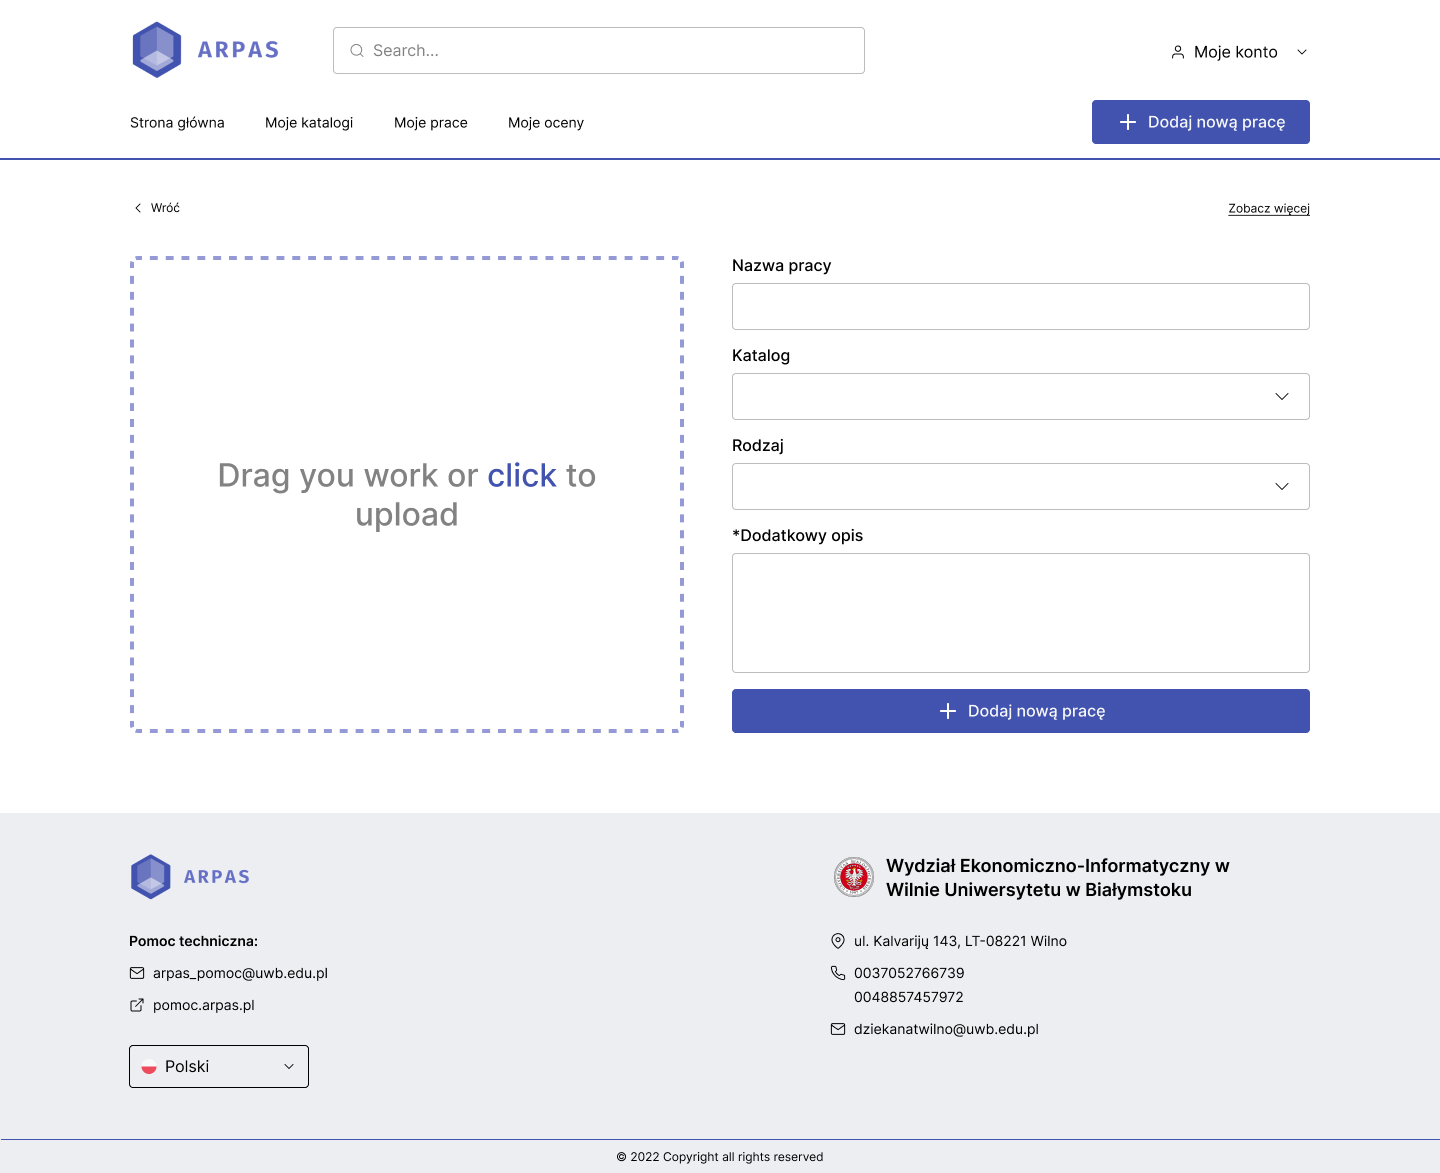 ARPAS
Search...
Moje konto
Strona główna
Moje katalogi
Moje prace
Moje oceny
Dodaj nową pracę
Wróć
Zobacz więcej
Drag you work or click to
upload
Nazwa pracy
Katalog
Rodzaj
*Dodatkowy opis
Dodaj nową pracę
ARPAS
Pomoc techniczna:
arpas_pomoc@uwb.edu.pl
pomoc.arpas.pl
Polski
Wydział Ekonomiczno-Informatyczny w
Wilnie Uniwersytetu w Białymstoku
ul. Kalvarijų 143, LT-08221 Wilno
0037052766739
0048857457972
dziekanatwilno@uwb.edu.pl
© 2022 Copyright all rights reserved